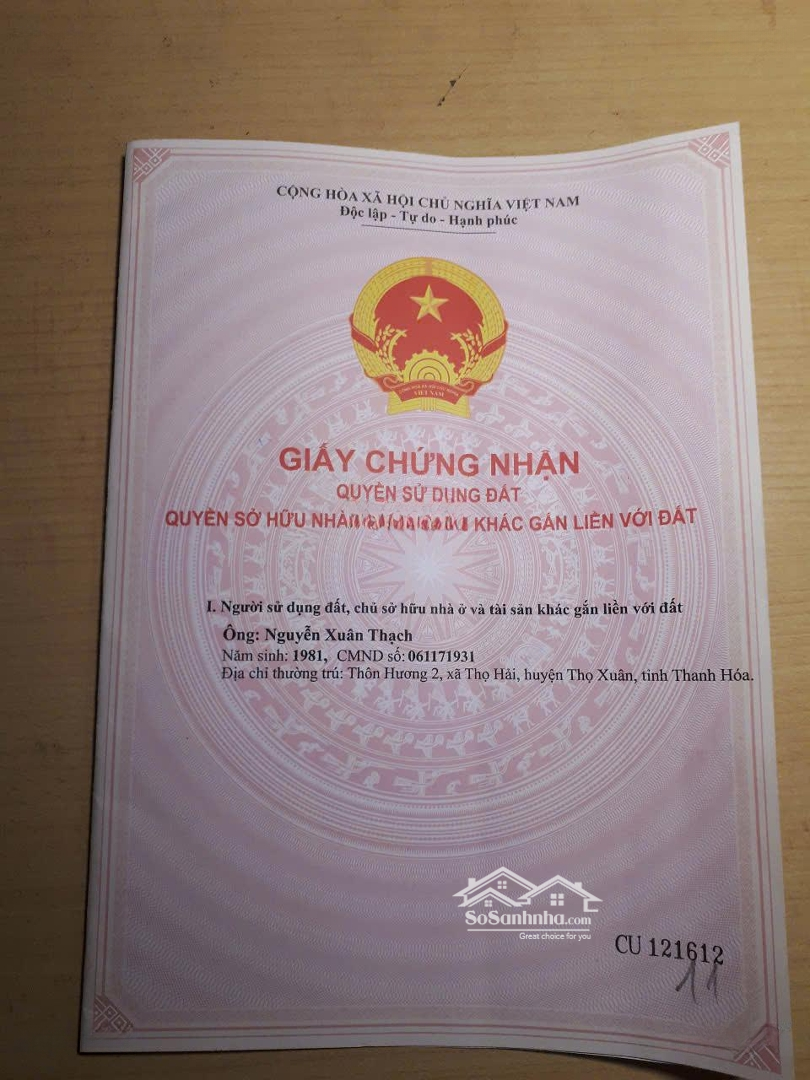 CỘNG HÒA XÃ HỘI CHỦ NGHĨA VIỆT NAM
Độc lập - Tự do - Hạnh phúc
VIỆT NAM
GIẤY CHỨNG NHẬN
QUYỀN SỬ DỤNG ĐẤT
QUYỀN SỞ HỮU NHÀ KHÁC GẮN LIỀN VỚI ĐẤT
I. Người sử dụng đất, chủ sở hữu nhà ở và tài sản khác gắn liền với đất
Ông: Nguyễn Xuân Thạch
Năm sinh: 1981, CMND số: 061171931
Địa chỉ thường trú: Thôn Hương 2, xã Thọ Hải, huyện Thọ Xuân, tỉnh Thanh Hóa.
SoSanhnha.com
Great choice for you
CU 121612
11